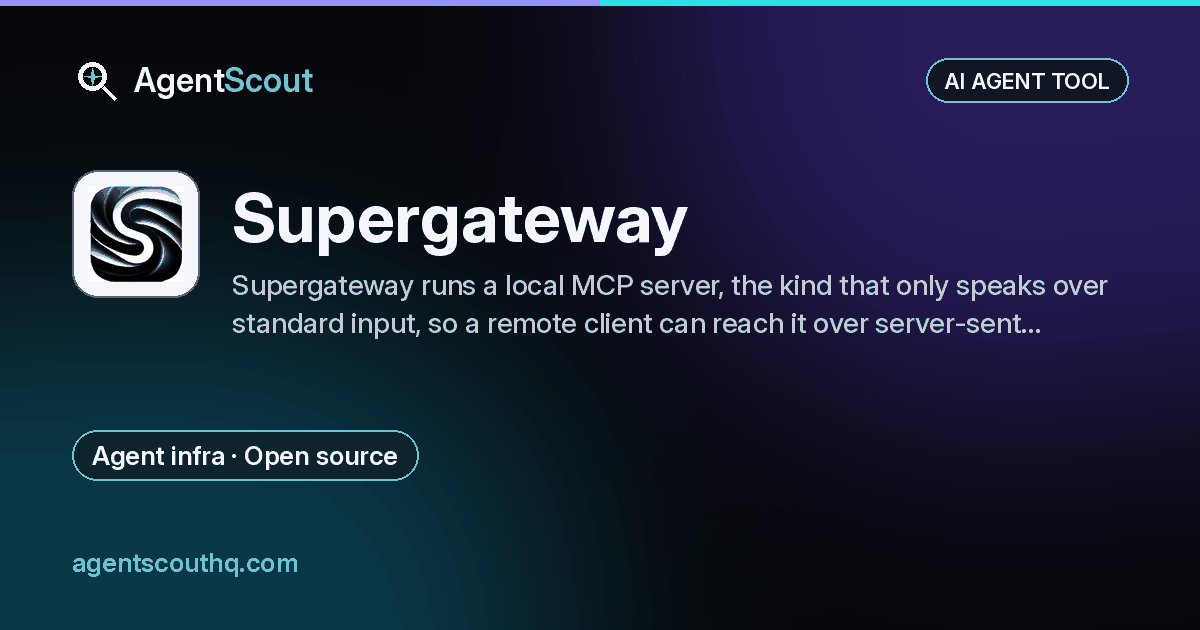 AgentScout
AI AGENT TOOL
Supergateway
Supergateway runs a local MCP server, the kind that only speaks over
standard input, so a remote client can reach it over server-sent...
Agent infra · Open source
agentscouthq.com